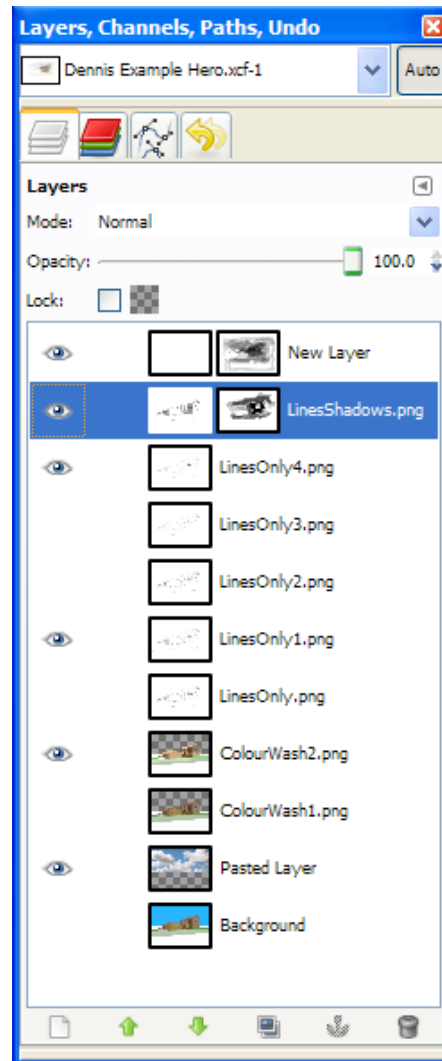 Layers, Channels, Paths, Undo
Dennis Example Hero.xcf-1 Auto
Layers
Mode: Normal
Opacity: 100.0
Lock:
New Layer
LinesShadows.png
LinesOnly4.png
LinesOnly3.png
LinesOnly2.png
LinesOnly1.png
LinesOnly.png
ColourWash2.png
ColourWash1.png
Pasted Layer
Background